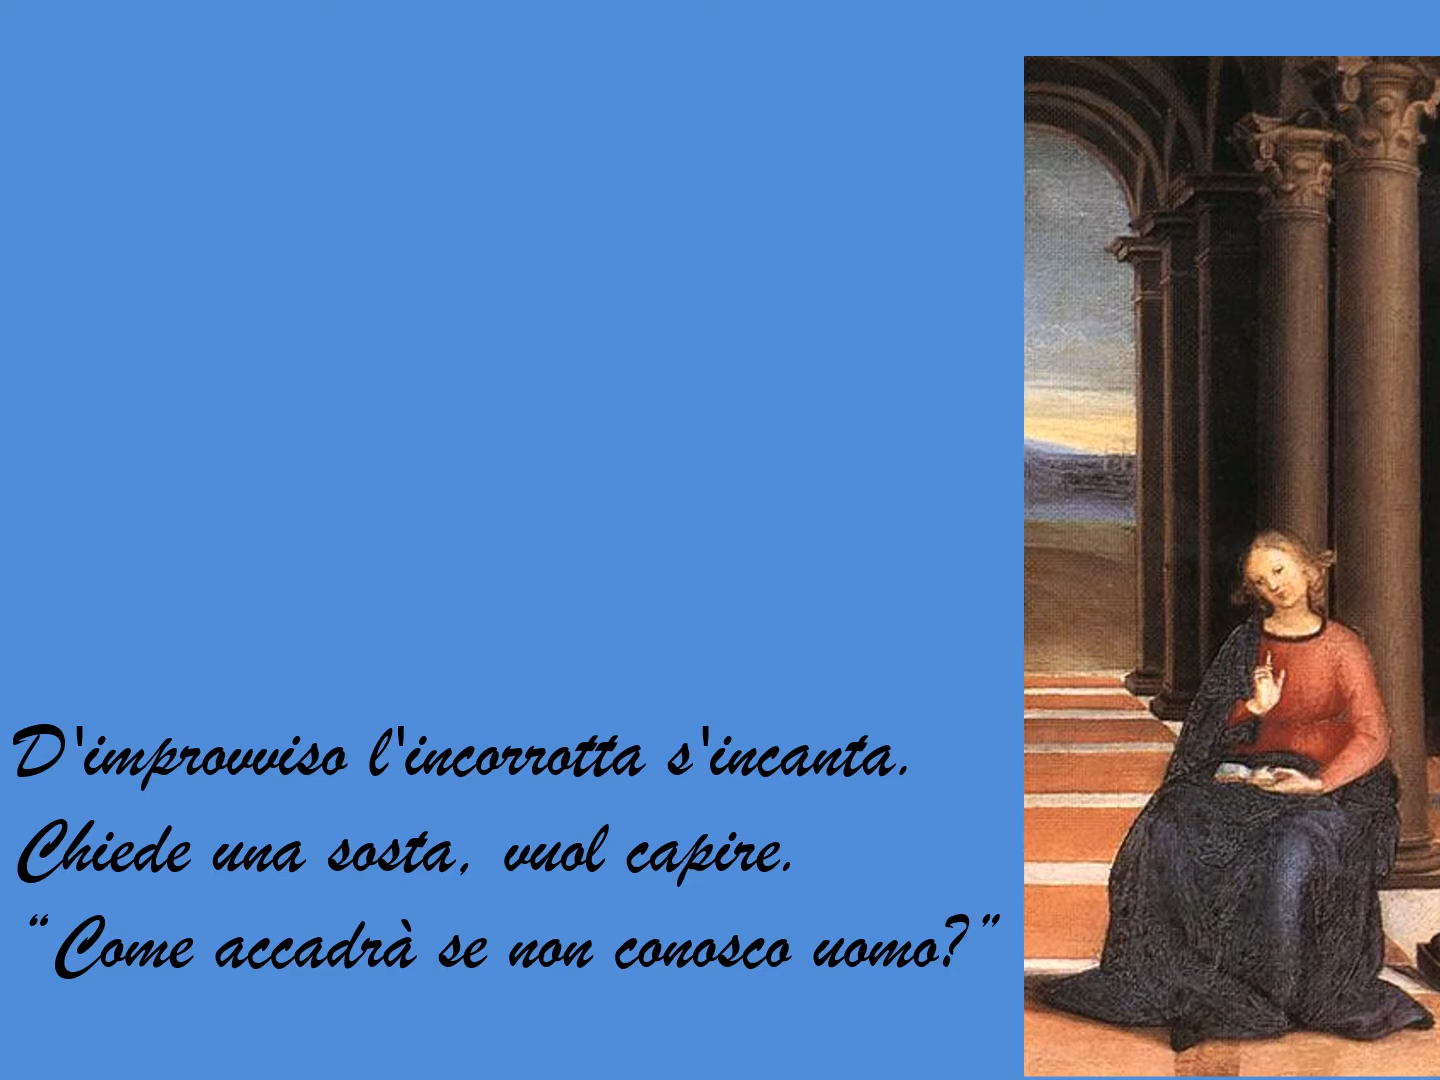 D'improvviso l'incorrotta s'incanta.
Chiede una sosta, vuol capire.
“Come accadrà se non conosco uomo?”